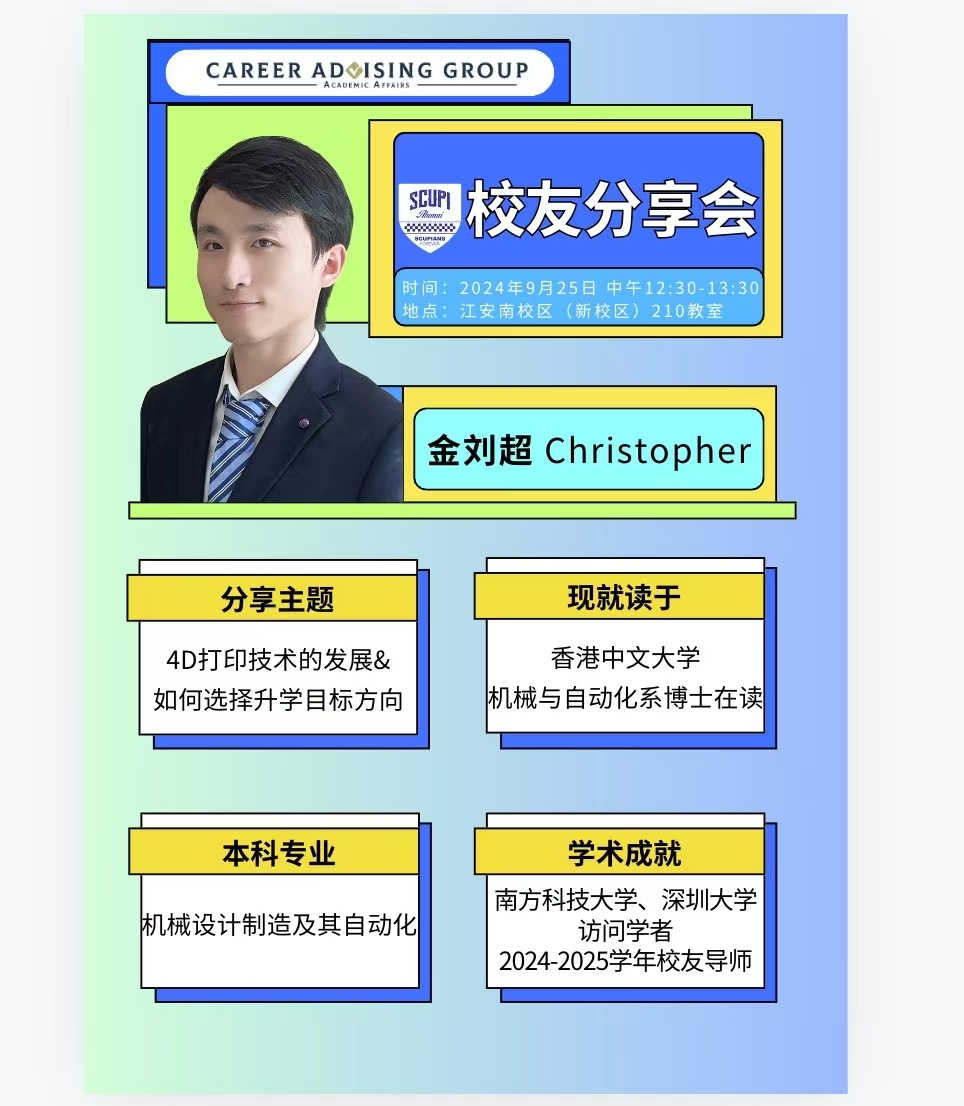 CAREER ADVISING GROUP
ACADEMIC AFFAIRS
SCUPI
Alumni
SCUPIANS
FOREVER
校友分享会
时间：2024年9月25日 中午12:30-13:30
地点：江安南校区（新校区）210教室
金刘超 Christopher
分享主题
4D打印技术的发展&
如何选择升学目标方向
现就读于
香港中文大学
机械与自动化系博士在读
本科专业
机械设计制造及其自动化
学术成就
南方科技大学、深圳大学
访问学者
2024-2025学年校友导师